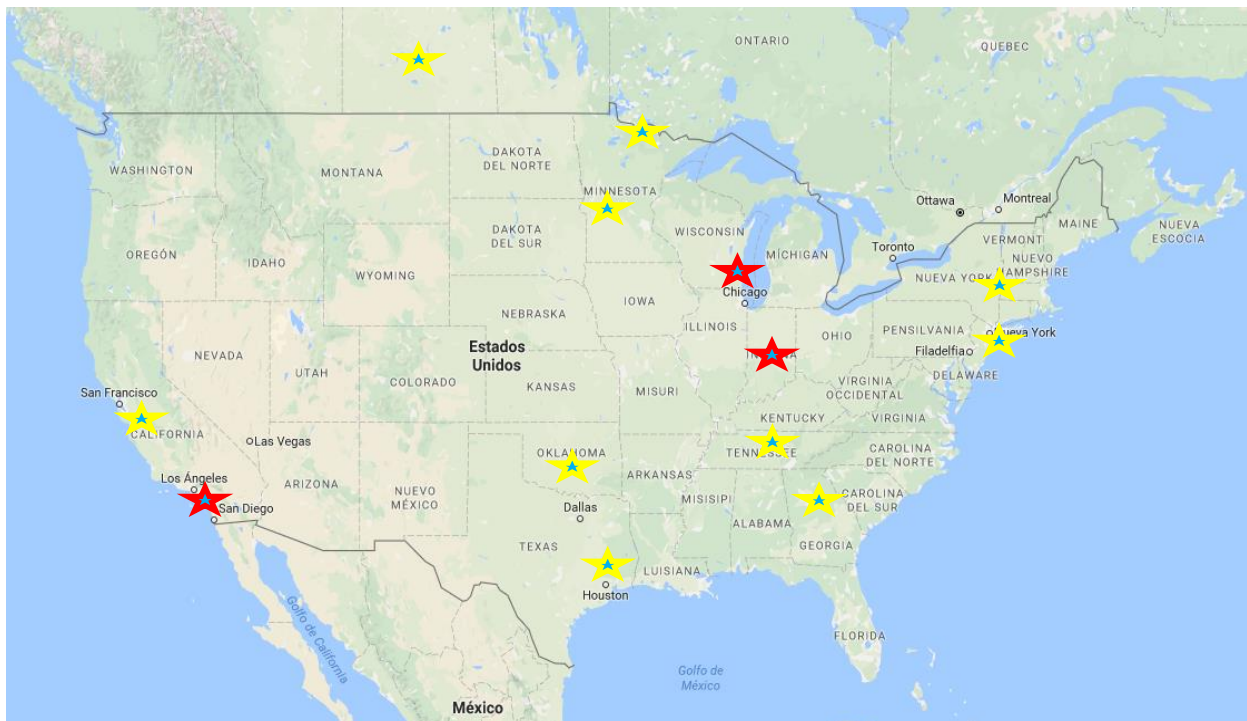 ONTARIO
QUEBEC
WASHINGTON
MONTANA
DAKOTA
DEL NORTE
MINNESOTA
Ottawa
Montreal
MAINE
NUEVA
ESCOCIA
VERMONT
NUEVO
HAMPSHIRE
OREGÓN
IDAHO
WYOMING
DAKOTA
DEL SUR
WISCONSIN
MÍCHIGAN
Toronto
NUEVA YORK
Chicago
IOWA
NEBRASKA
ILLINOIS
OHIO
PENSILVANIA
Nueva York
Filadelfia
DELAWARE
NEVADA
UTAH
COLORADO
Estados
Unidos
KANSAS
MISURI
VIRGINIA
OCCIDENTAL
VIRGINIA
KENTUCKY
San Francisco
CALIFORNIA
Las Vegas
OKLAHOMA
TENNESSEE
CAROLINA
DEL NORTE
Los Ángeles
San Diego
ARIZONA
NUEVO
MÉXICO
ARKANSAS
MISISIPI
CAROLINA
DEL SUR
Dallas
ALABAMA
GEORGIA
TEXAS
LUISIANA
Houston
FLORIDA
Golfo de California
Golfo de
México
México